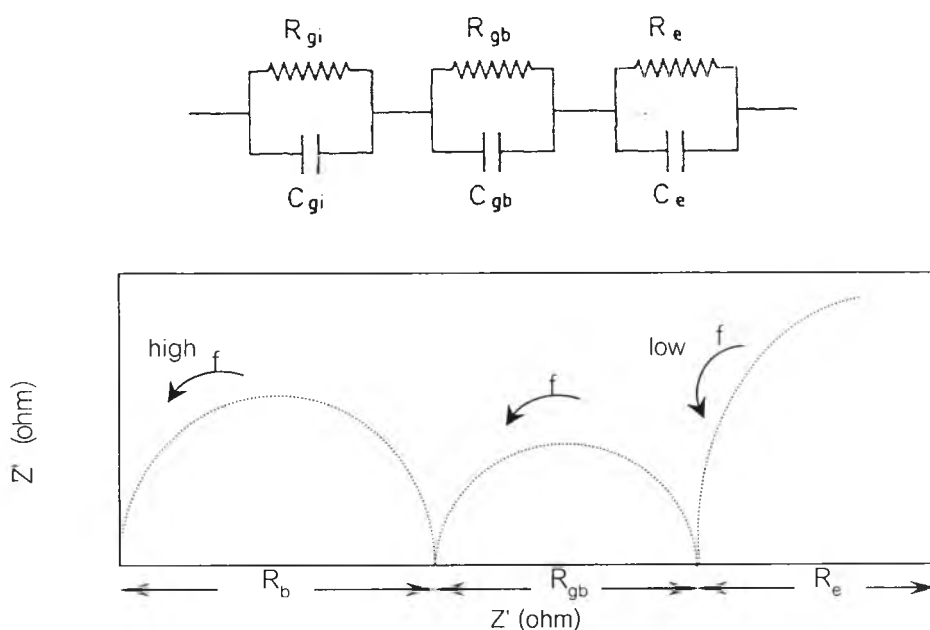 R gi R gb R e
C gi C gb C e
high f
f
low f
Z' (ohm)
R b R gb R e
Z' (ohm)